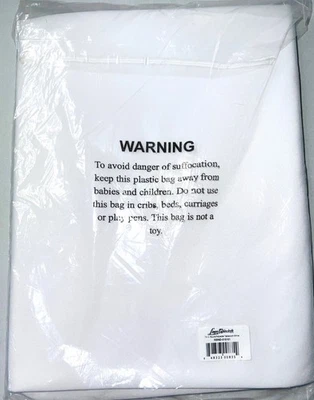 WARNING
To avoid danger of suffocation,
keep this plastic bag away from
babies and children. Do not use
this bag in cribs, beds, carriages
or play pens. This bag is not a
toy.